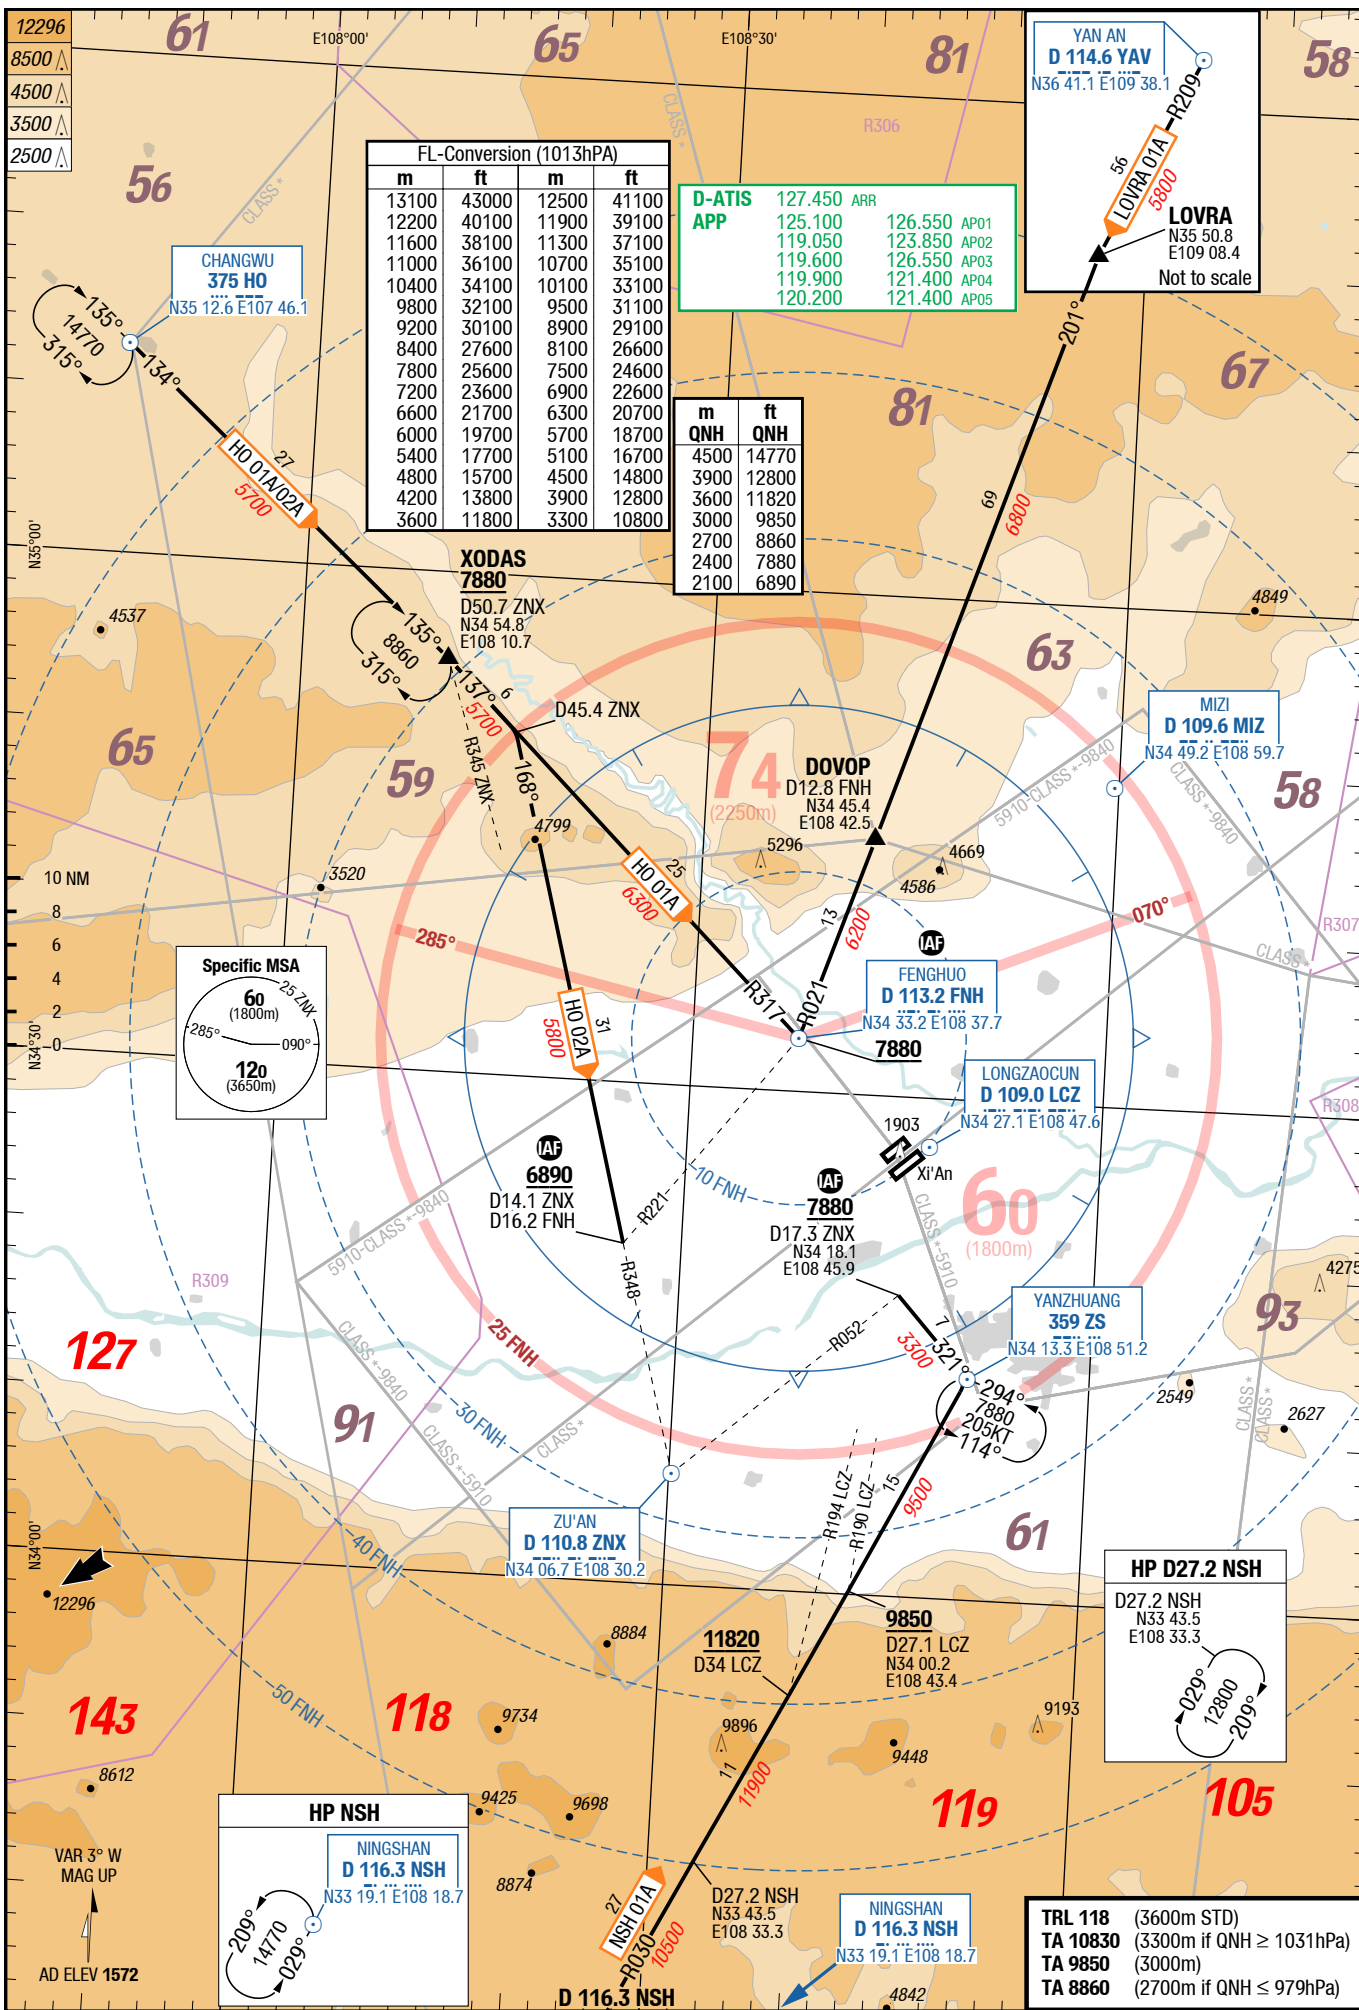 12296
8500
4500
3500
2500
61
E108°00'
65
E108°30'
81
58
YAN AN
D 114.6 YAV
N36 41.1 E109 38.1
R209
LOVRA 01A
56
5800
LOVRA
N35 50.8
E109 08.4
Not to scale
CLASS *
R306
56
CLASS *
FL-Conversion (1013hPA)
m ft m ft
13100 43000 12500 41100
12200 40100 11900 39100
11600 38100 11300 37100
11000 36100 10700 35100
10400 34100 10100 33100
9800 32100 9500 31100
9200 30100 8900 29100
8400 27600 8100 26600
7800 25600 7500 24600
7200 23600 6900 22600
6600 21700 6300 20700
6000 19700 5700 18700
5400 17700 5100 16700
4800 15700 4500 14800
4200 13800 3900 12800
3600 11800 3300 10800
D-ATIS 127.450 ARR
APP 125.100 126.550 AP01
119.050 123.850 AP02
119.600 126.550 AP03
119.900 121.400 AP04
120.200 121.400 AP05
m ft
QNH QNH
4500 14770
3900 12800
3600 11820
3000 9850
2700 8860
2400 7880
2100 6890
CHANGWU
375 HO
N35 12.6 E107 46.1
135°
14770
315°
134°
27
HO 01A/02A
5700
201°
67
81
69
6800
N35°00'
4537
XODAS
7880
D50.7 ZNX
N34 54.8
E108 10.7
135°
8860
315°
137°
6
5700
D45.4 ZNX
R345 ZNX
168°
4849
63
MIZI
D 109.6 MIZ
N34 49.2 E108 59.7
65
59
74
(2250m)
DOVOP
D12.8 FNH
N34 45.4
E108 42.5
5910-CLASS *-9840
CLASS *-9840
58
4799
5296
4669
4586
3520
HO 01A
25
6300
10 NM
8
6
4
2
0
N34°30'
285°
070°
13
6200
R307
CLASS *
IAF
FENGHUO
D 113.2 FNH
N34 33.2 E108 37.7
7880
R317
R021
Specific MSA
25 ZNX
60
(1800m)
285°
090°
120
(3650m)
HO 02A
31
5800
LONGZAOCUN
D 109.0 LCZ
N34 27.1 E108 47.6
R308
1903
Xi'An
IAF
6890
D14.1 ZNX
D16.2 FNH
R221
10 FNH
IAF
7880
D17.3 ZNX
N34 18.1
E108 45.9
CLASS *-5910
60
(1800m)
5910-CLASS *-9840
R309
R348
127
4275
93
YANZHUANG
359 ZS
N34 13.3 E108 51.2
25 FNH
R052
7
3300
321°
CLASS *-9840
294°
7880
205KT
114°
2549
2627
CLASS *
CLASS *
91
30 FNH
CLASS *
CLASS *-5910
R194 LCZ
R190 LCZ
15
9500
61
ZU'AN
D 110.8 ZNX
N34 06.7 E108 30.2
N34°00'
40 FNH
12296
HP D27.2 NSH
D27.2 NSH
N33 43.5
E108 33.3
029°
12800
209°
9850
D27.1 LCZ
N34 00.2
E108 43.4
8884
11820
D34 LCZ
50 FNH
143
118
9734
9896
9193
9448
8612
11
11900
9425
9698
119
105
HP NSH
NINGSHAN
D 116.3 NSH
N33 19.1 E108 18.7
209°
14770
029°
VAR 3° W
MAG UP
AD ELEV 1572
8874
27
NSH 01A
R030
10500
D27.2 NSH
N33 43.5
E108 33.3
NINGSHAN
D 116.3 NSH
N33 19.1 E108 18.7
D 116.3 NSH
4842
TRL 118 (3600m STD)
TA 10830 (3300m if QNH ≥ 1031hPa)
TA 9850 (3000m)
TA 8860 (2700m if QNH ≤ 979hPa)